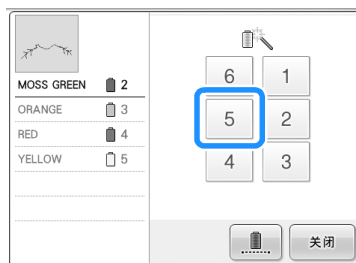 MOSS GREEN 2
ORANGE 3
RED 4
YELLOW 5
6 1
5 2
4 3
关闭